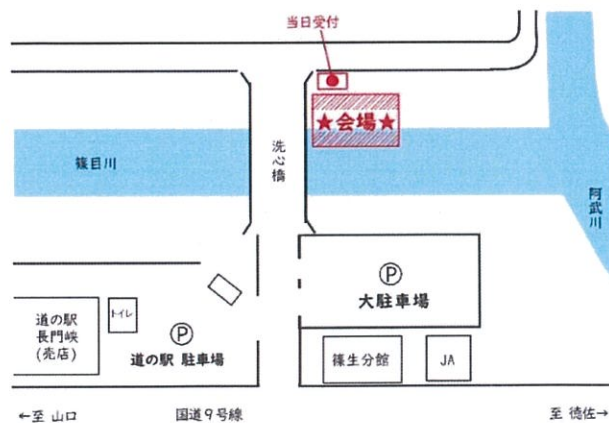 当日受付
★会場★
洗心橋
篠目川
阿武川
Ⓟ
大駐車場
トイレ
道の駅
長門峡
(売店)
Ⓟ
道の駅 駐車場
篠生分館
JA
←至 山口
国道9号線
至 徳佐→